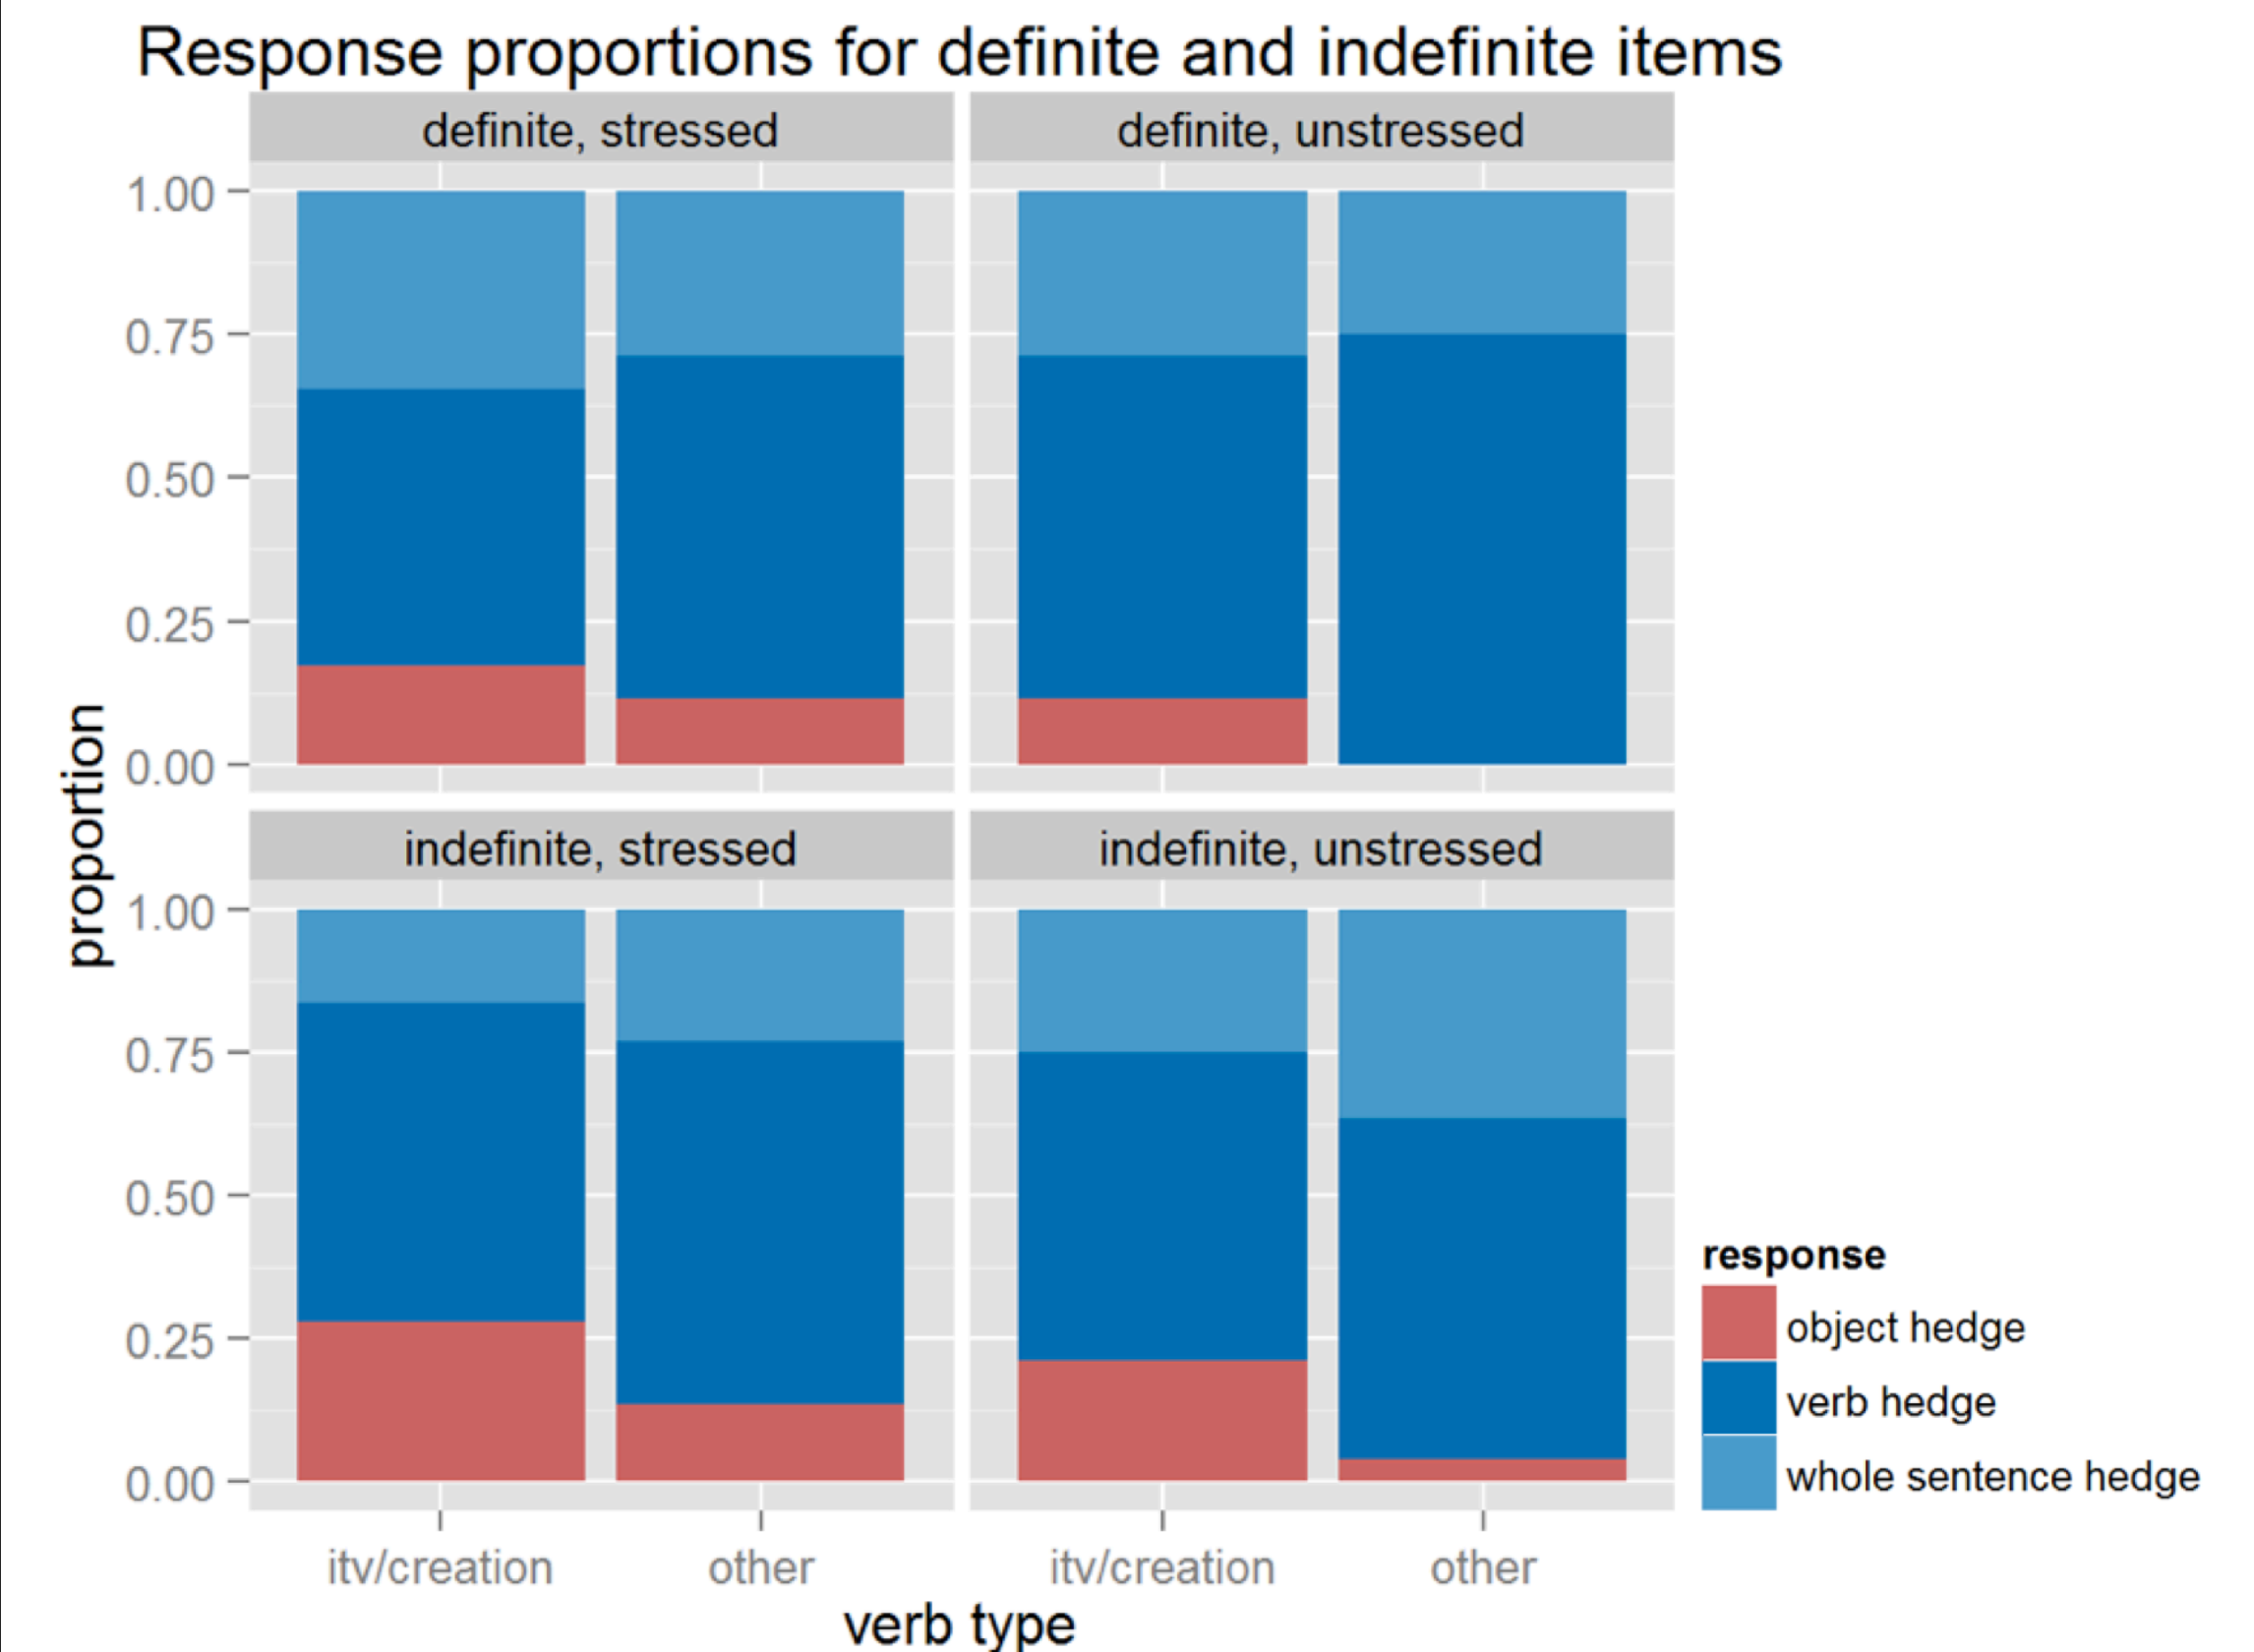 Response proportions for definite and indefinite items
definite, stressed
definite, unstressed
1.00
0.75
0.50
0.25
0.00
proportion
indefinite, stressed
indefinite, unstressed
1.00
0.75
0.50
0.25
0.00
itv/creation
other
itv/creation
other
verb type
response
object hedge
verb hedge
whole sentence hedge